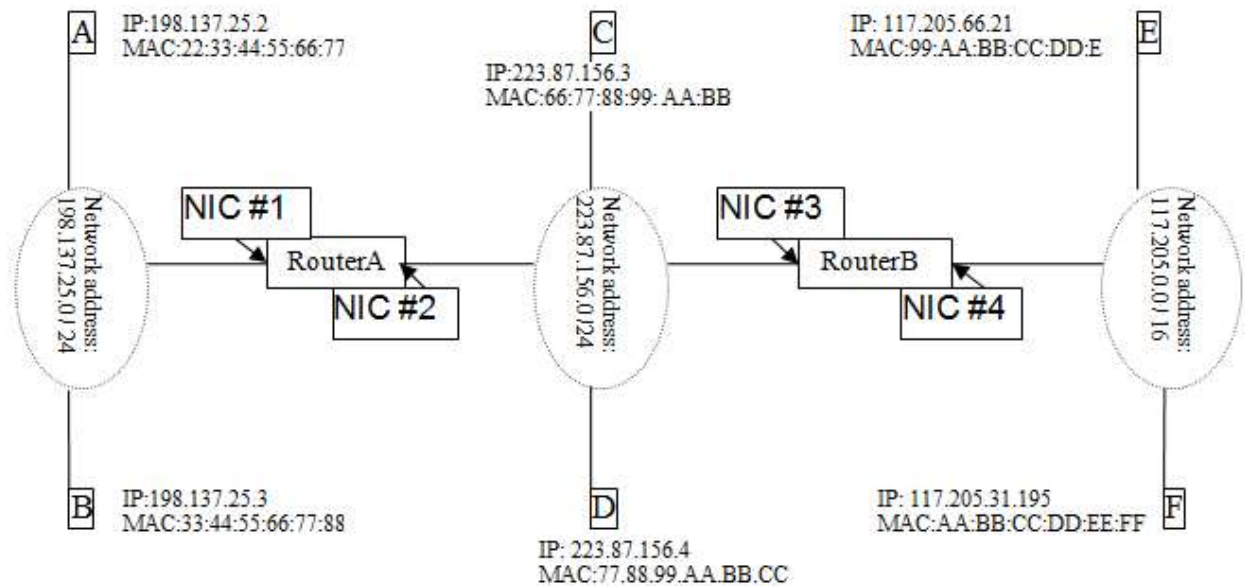 A
IP:198.137.25.2
MAC:22:33:44:55:66:77
C
IP:223.87.156.3
MAC:66:77:88:99: AA:BB
IP: 117.205.66.21
MAC:99:AA:BB:CC:DD:E
E
Network address:
198.137.25.0 / 24
NIC #1
RouterA
NIC #2
Network address:
223.87.156.0 /24
NIC #3
RouterB
NIC #4
Network address:
117.205.0.0 / 16
B
IP:198.137.25.3
MAC:33:44:55:66:77:88
D
IP: 223.87.156.4
MAC:77.88.99.AA.BB.CC
IP: 117.205.31.195
MAC:AA:BB:CC:DD:EE:FF
F